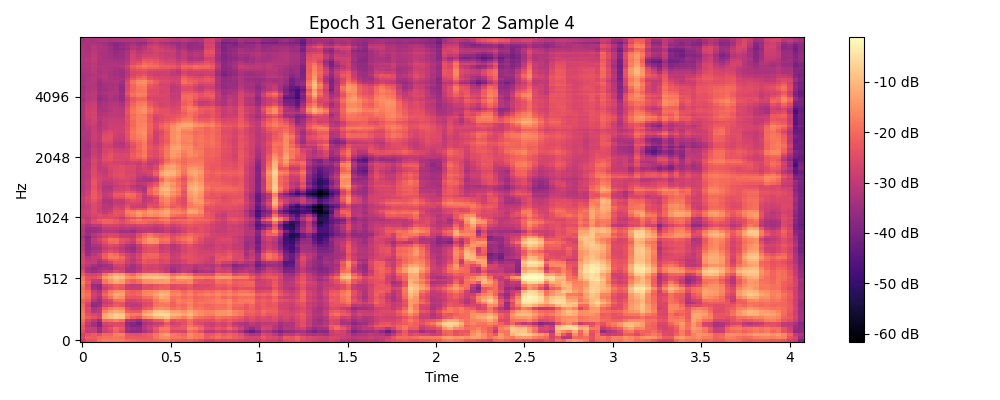 Epoch 31 Generator 2 Sample 4
Hz
4096
2048
1024
512
0
0 0.5 1 1.5 2 2.5 3 3.5 4
Time
-10 dB
-20 dB
-30 dB
-40 dB
-50 dB
-60 dB